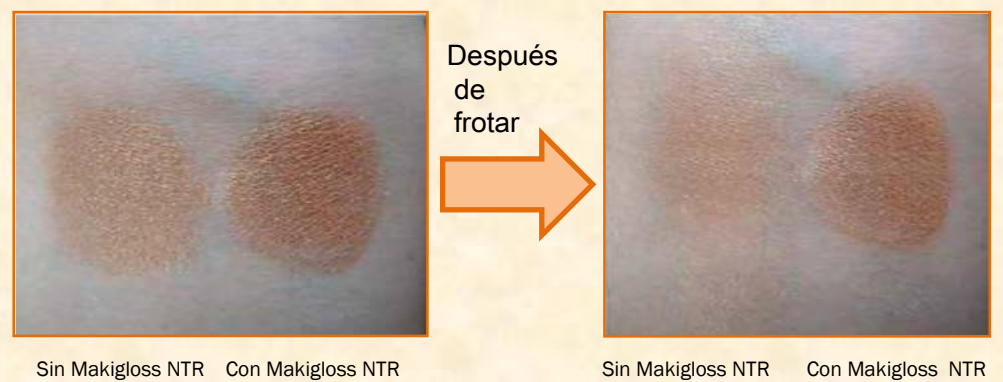 Después
de
frotar
Sin Makigloss NTR Con Makigloss NTR
Sin Makigloss NTR Con Makigloss NTR